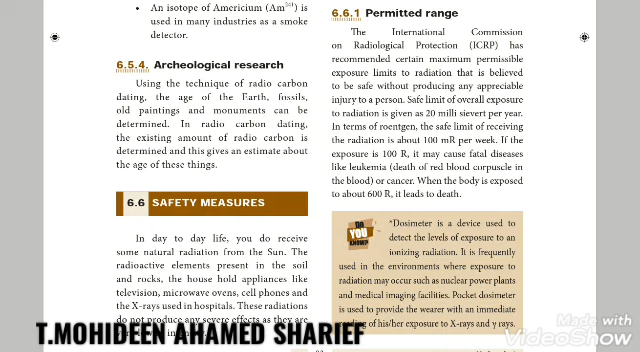 • An isotope of Americium (Am241) is
used in many industries as a smoke
detector.
6.5.4. Archeological research
Using the technique of radio carbon
dating, the age of the Earth, fossils,
old paintings and monuments can be
determined. In radio carbon dating,
the existing amount of radio carbon is
determined and this gives an estimate about
the age of these things.
6.6 SAFETY MEASURES
In day to day life, you do receive
some natural radiation from the Sun. The
radioactive elements present in the soil
and rocks, the house hold appliances like
television, microwave ovens, cell phones and
the X-rays used in hospitals. These radiations
do not produce any severe effects as they are
6.6.1 Permitted range
The International Commission
on Radiological Protection (ICRP) has
recommended certain maximum permissible
exposure limits to radiation that is believed
to be safe without producing any appreciable
injury to a person. Safe limit of overall exposure
to radiation is given as 20 milli sievert per year.
In terms of roentgen, the safe limit of receiving
the radiation is about 100 mR per week. If the
exposure is 100 R, it may cause fatal diseases
like leukemia (death of red blood corpuscle in
the blood) or cancer. When the body is exposed
to about 600 R, it leads to death.
DO
YOU
KNOW?
*Dosimeter is a device used to
detect the levels of exposure to an
ionizing radiation. It is frequently
used in the environments where exposure to
radiation may occur such as nuclear power plants
and medical imaging facilities. Pocket dosimeter
is used to provide the wearer with an immediate
reading of his/her exposure to X-rays and γ rays.
T.MOHIDEEN AHAMED SHARIEF
Made with
VideoShow